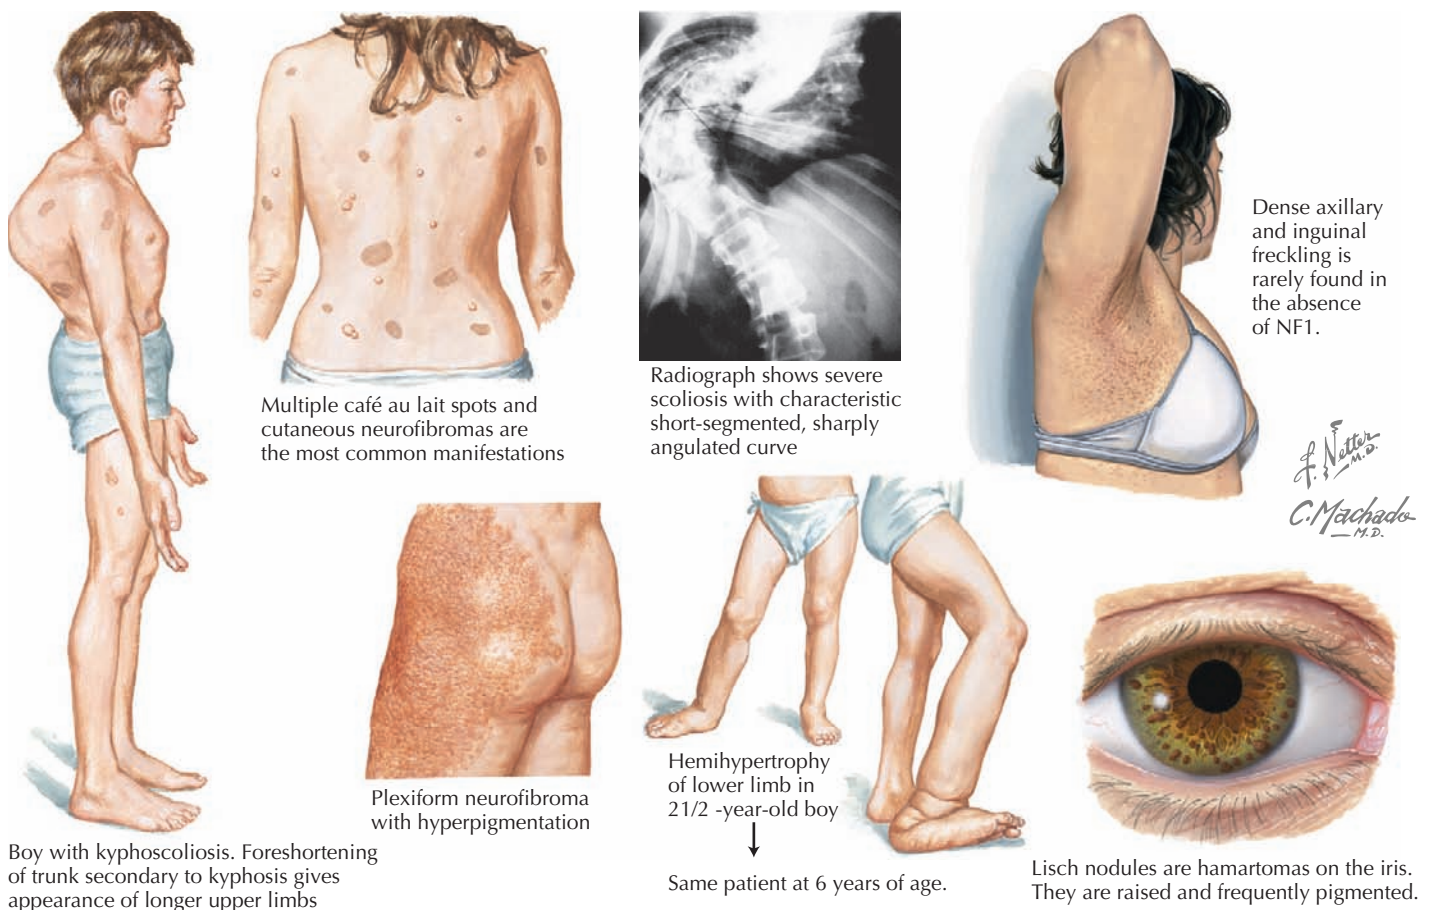 Multiple café au lait spots and
cutaneous neurofibromas are
the most common manifestations
Radiograph shows severe
scoliosis with characteristic
short-segmented, sharply
angulated curve
Dense axillary
and inguinal
freckling is
rarely found in
the absence
of NF1.
F. Netter
M.D.
C. Machado
M.D.
Boy with kyphoscoliosis. Foreshortening
of trunk secondary to kyphosis gives
appearance of longer upper limbs
Plexiform neurofibroma
with hyperpigmentation
Hemihypertrophy
of lower limb in
21/2 -year-old boy
Same patient at 6 years of age.
Lisch nodules are hamartomas on the iris.
They are raised and frequently pigmented.